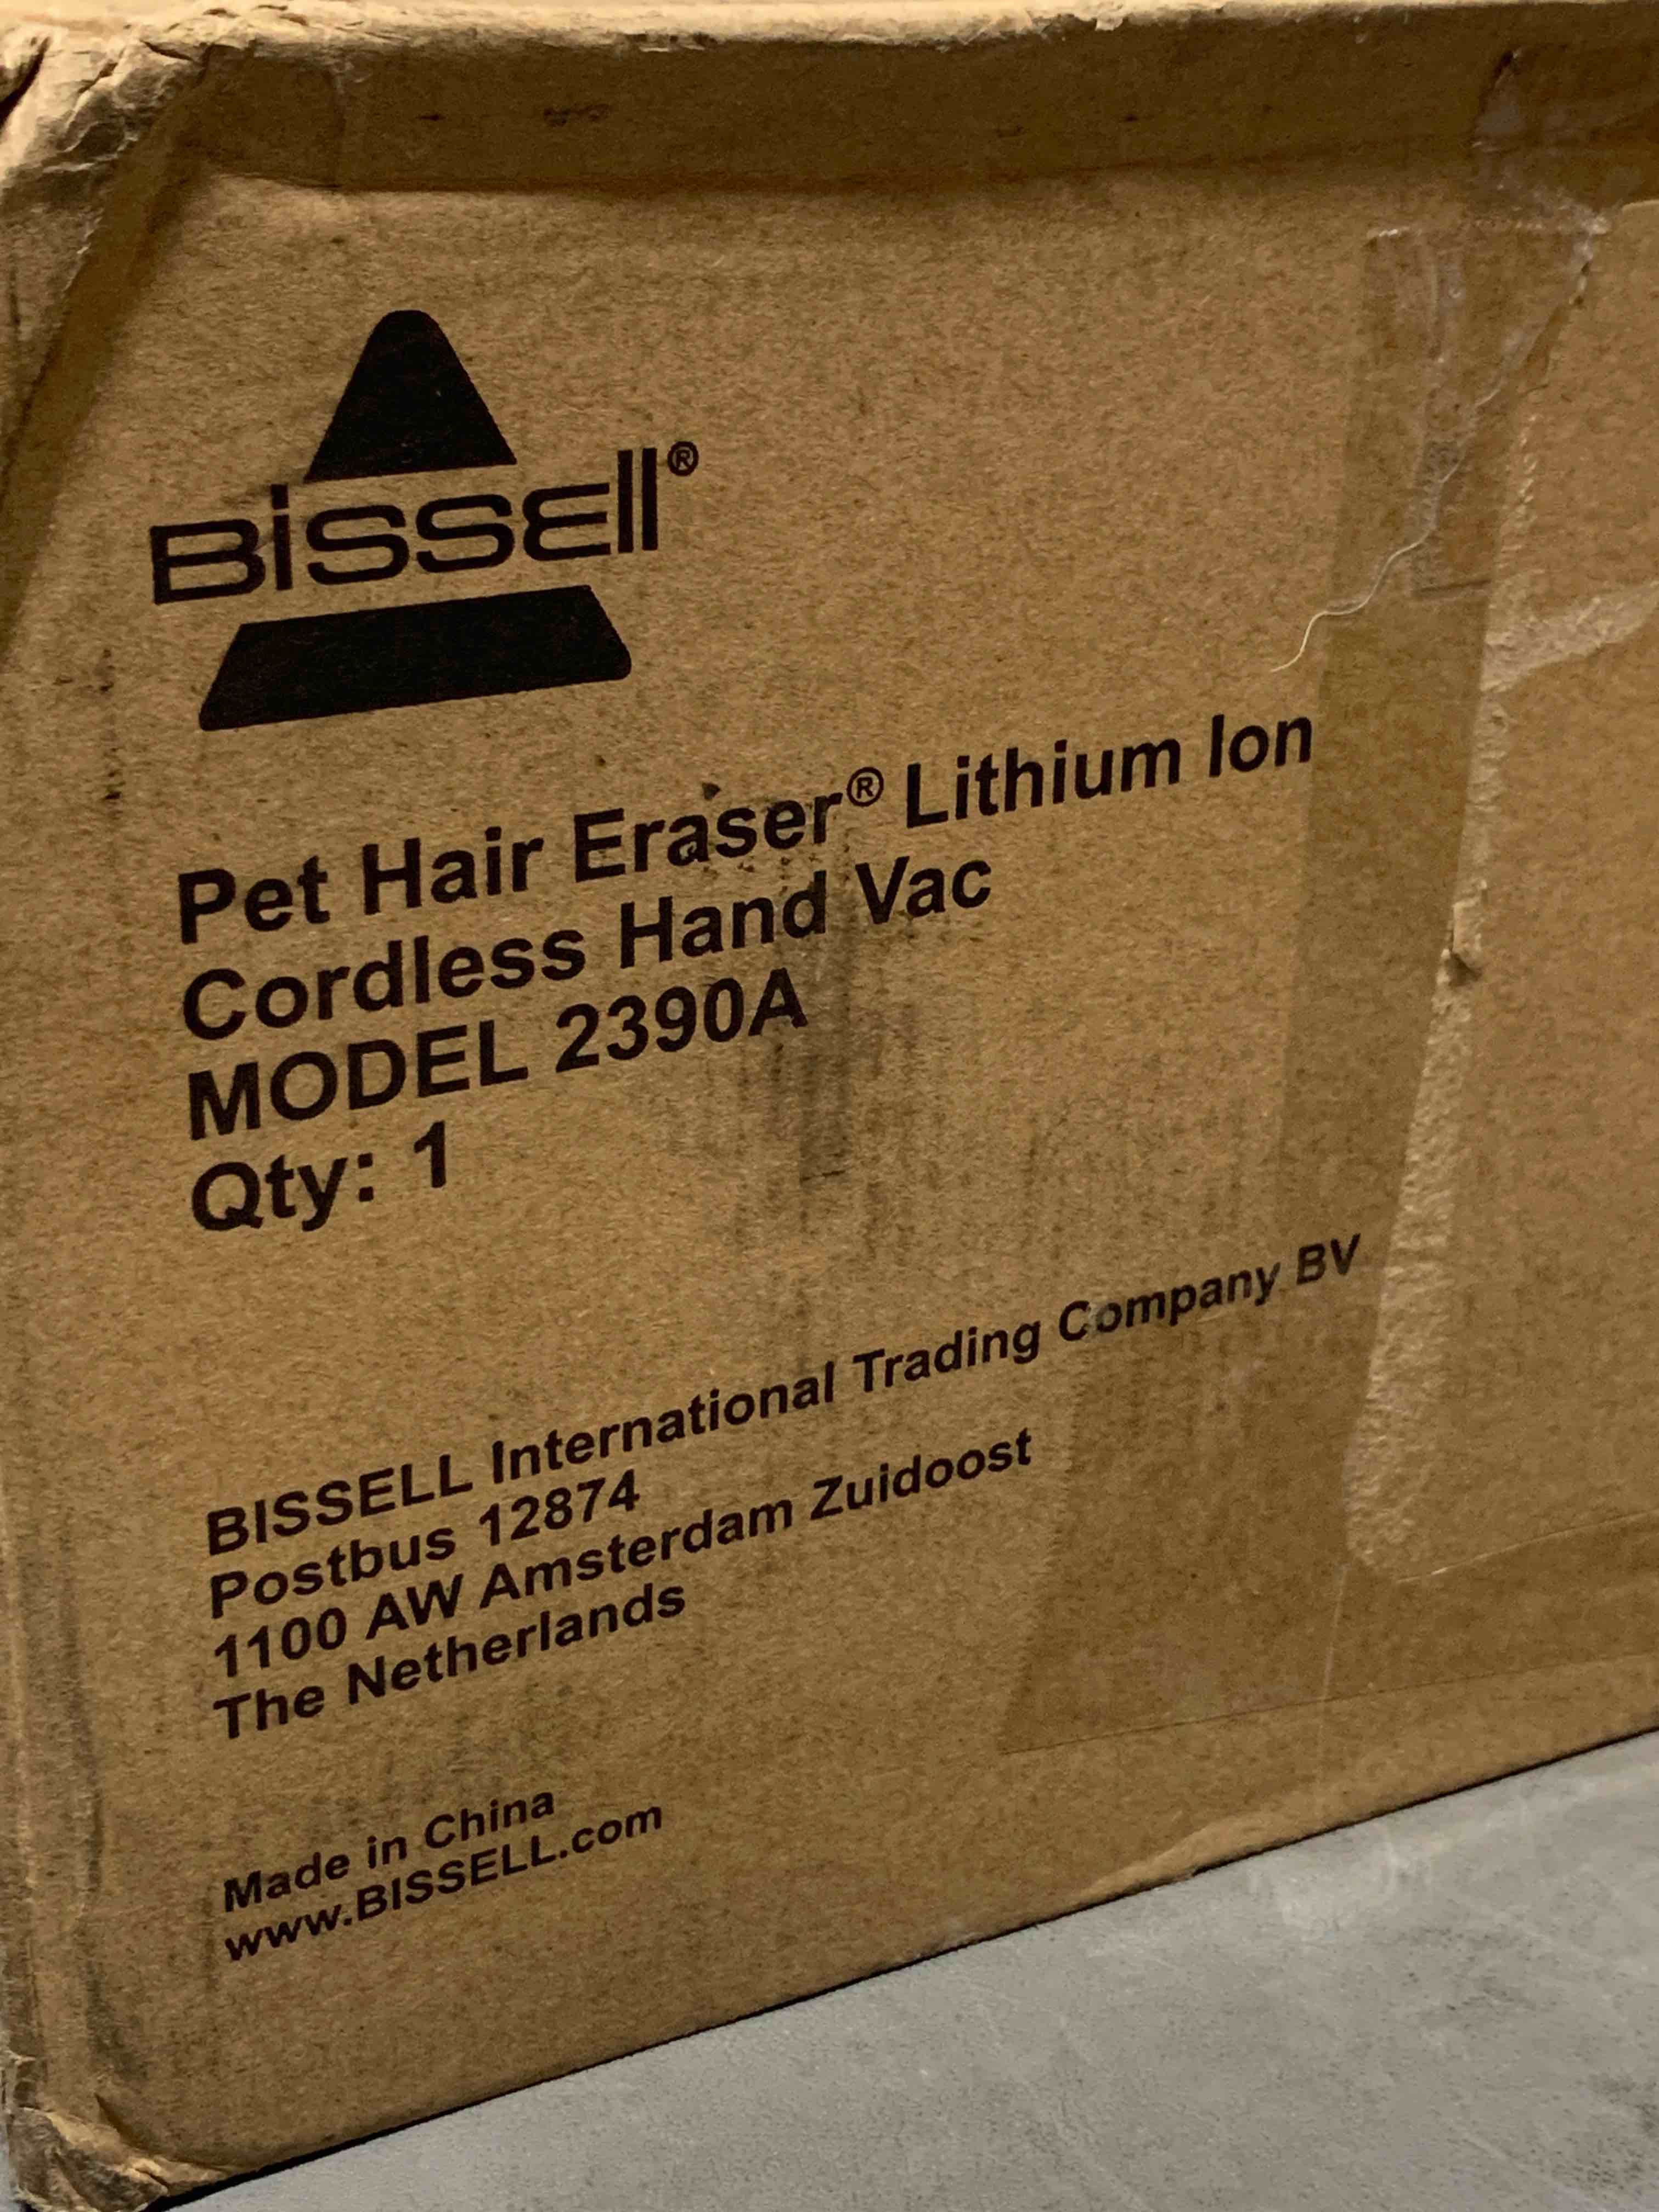 BISSELL®
Pet Hair Eraser® Lithium Ion
Cordless Hand Vac
MODEL 2390A
Qty: 1
BISSELL International Trading Company BV
Postbus 12874
1100 AW Amsterdam Zuidoost
The Netherlands
Made in China
www.BISSELL.com